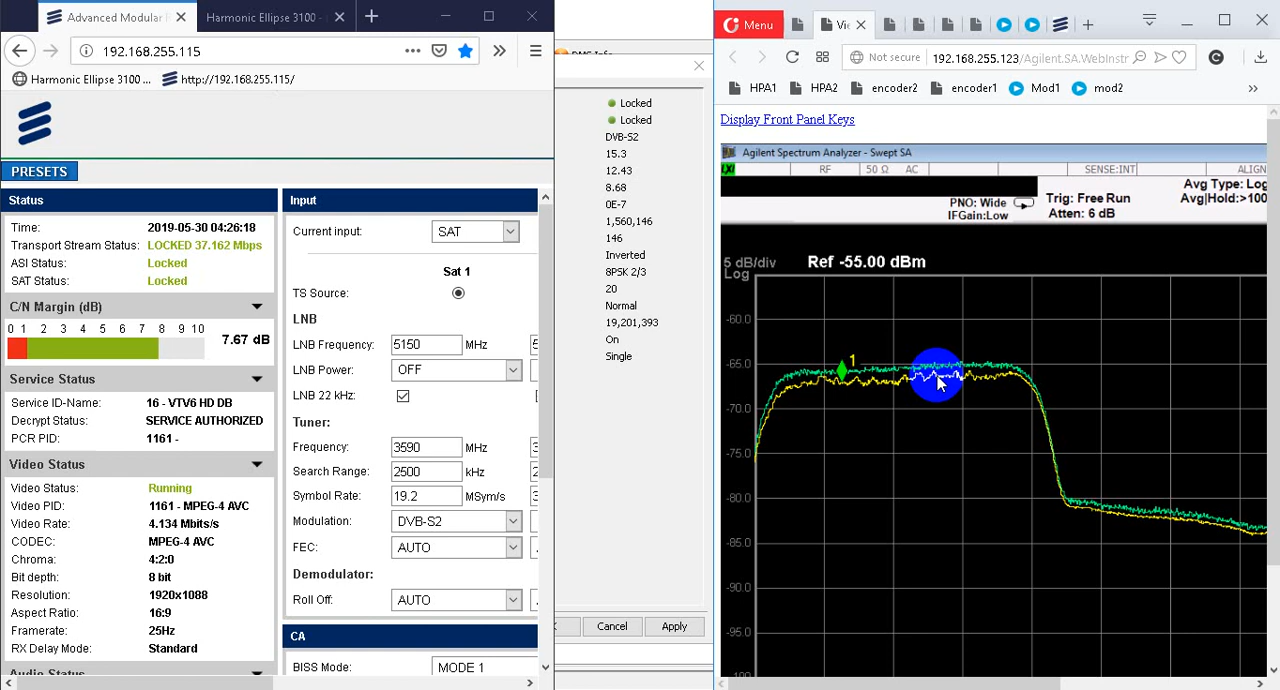 Advanced Modular
Harmonic Ellipse 3100 -
192.168.255.115
Harmonic Ellipse 3100 ...
http://192.168.255.115/
PRESETS
Status
Time: 2019-05-30 04:26:18
Transport Stream Status: LOCKED 37.162 Mbps
ASI Status: Locked
SAT Status: Locked
C/N Margin (dB)
0 1 2 3 4 5 6 7 8 9 10
7.67 dB
Service Status
Service ID-Name: 16 - VTV6 HD DB
Decrypt Status: SERVICE AUTHORIZED
PCR PID: 1161 -
Video Status
Video Status: Running
Video PID: 1161 - MPEG-4 AVC
Video Rate: 4.134 Mbits/s
CODEC: MPEG-4 AVC
Chroma: 4:2:0
Bit depth: 8 bit
Resolution: 1920x1088
Aspect Ratio: 16:9
Framerate: 25Hz
RX Delay Mode: Standard
Audio Status
Input
Current input: SAT
Sat 1
TS Source:
LNB
LNB Frequency: 5150 MHz
LNB Power: OFF
LNB 22 kHz:
Tuner:
Frequency: 3590 MHz
Search Range: 2500 kHz
Symbol Rate: 19.2 MSym/s
Modulation: DVB-S2
FEC: AUTO
Demodulator:
Roll Off: AUTO
CA
BISS Mode: MODE 1
Locked
Locked
DVB-S2
15.3
12.43
8.68
0E-7
1,560,146
146
Inverted
8PSK 2/3
20
Normal
19,201,393
On
Single
Cancel
Apply
Menu
Vie
Not secure
192.168.255.123/Agilent.SA.WebInstr
HPA1
HPA2
encoder2
encoder1
Mod1
mod2
Display Front Panel Keys
Agilent Spectrum Analyzer - Swept SA
LXI
RF
50 Ω
AC
SENSE:INT
ALIGN
PNO: Wide
IFGain:Low
Trig: Free Run
Atten: 6 dB
Avg Type: Log
Avg|Hold:>100
5 dB/div
Log
Ref -55.00 dBm
1
-60.0
-65.0
-70.0
-75.0
-80.0
-85.0
-90.0
-95.0